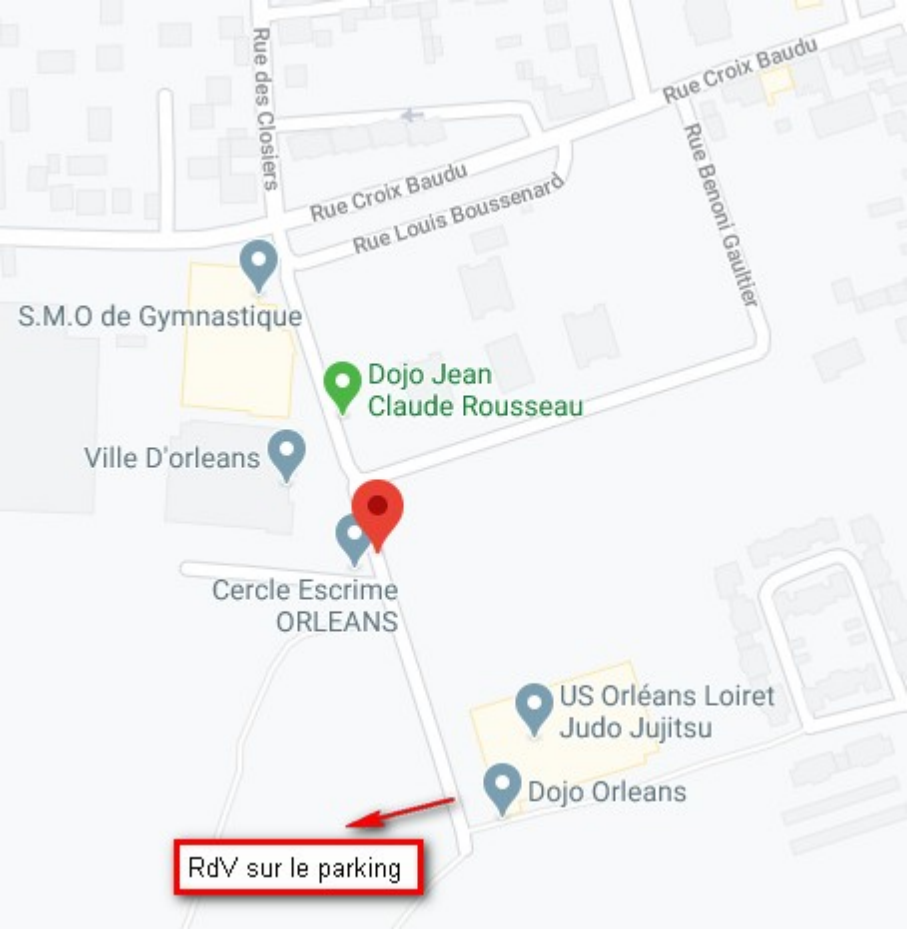 Rue des Closiers
Rue Croix Baudu
Rue Croix Baudu
Rue Louis Boussenard
Rue Benoni Gaultier
S.M.O de Gymnastique
Dojo Jean
Claude Rousseau
Ville D'orleans
Cercle Escrime
ORLEANS
US Orléans Loiret
Judo Jujitsu
Dojo Orleans
RdV sur le parking